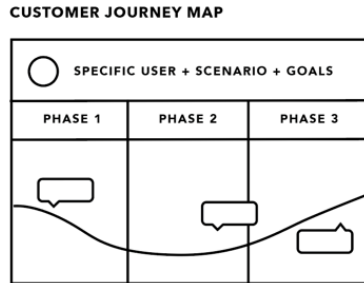 CUSTOMER JOURNEY MAP
SPECIFIC USER + SCENARIO + GOALS
PHASE 1
PHASE 2
PHASE 3